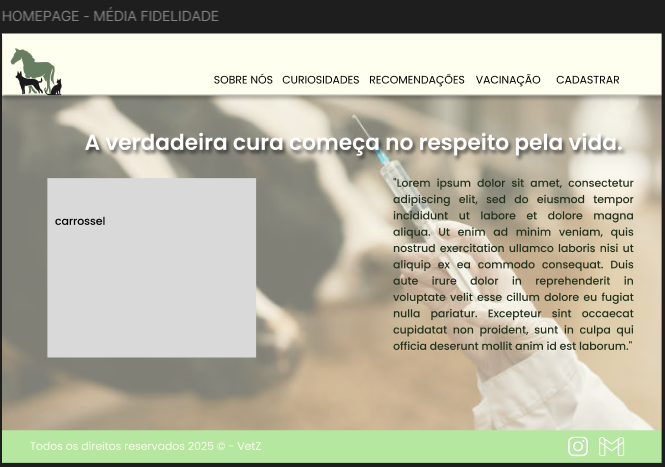 HOMEPAGE - MÉDIA FIDELIDADE
SOBRE NÓS CURIOSIDADES RECOMENDAÇÕES VACINAÇÃO CADASTRAR
A verdadeira cura começa no respeito pela vida.
carrossel
"Lorem ipsum dolor sit amet, consectetur
adipiscing elit, sed do eiusmod tempor
incididunt ut labore et dolore magna
aliqua. Ut enim ad minim veniam, quis
nostrud exercitation ullamco laboris nisi ut
aliquip ex ea commodo consequat. Duis
aute irure dolor in reprehenderit in
voluptate velit esse cillum dolore eu fugiat
nulla pariatur. Excepteur sint occaecat
cupidatat non proident, sunt in culpa qui
officia deserunt mollit anim id est laborum."
Todos os direitos reservados 2025 © - VetZ